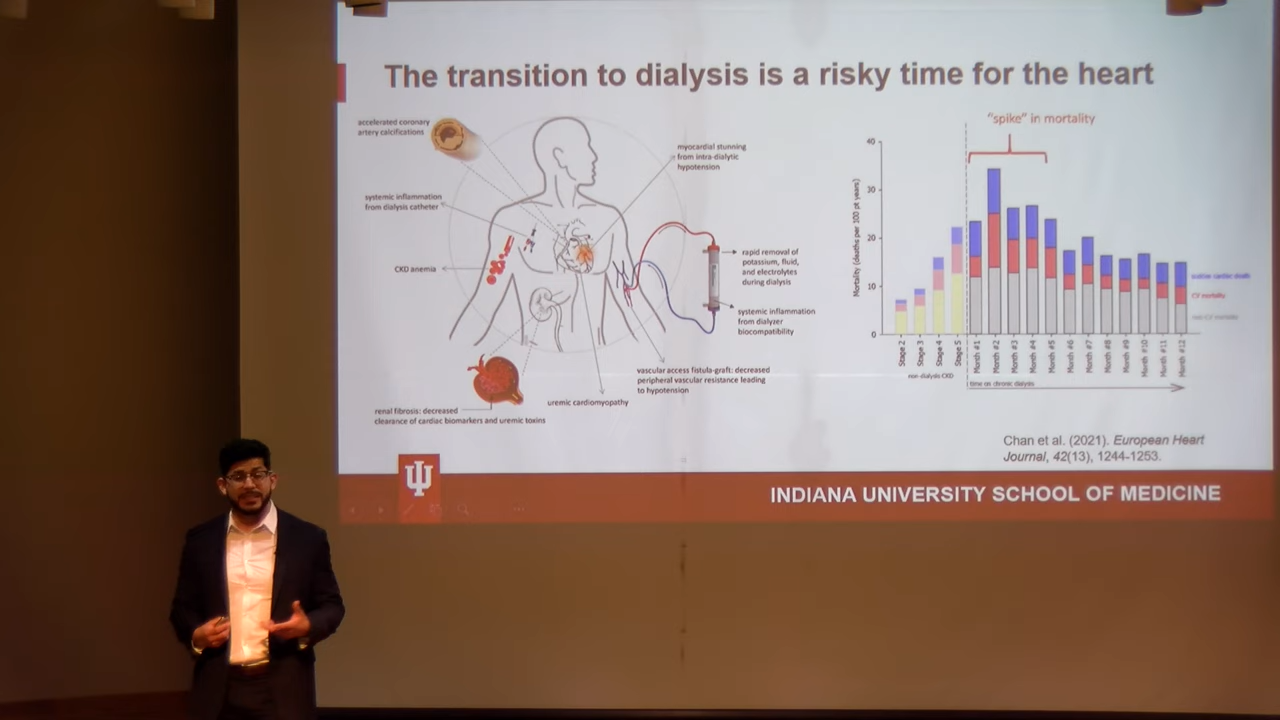 The transition to dialysis is a risky time for the heart
accelerated coronary
artery calcifications
systemic inflammation
from dialysis catheter
CKD anemia
renal fibrosis: decreased
clearance of cardiac biomarkers and uremic toxins
uremic cardiomyopathy
myocardial stunning
from intra-dialytic
hypotension
rapid removal of
potassium, fluid,
and electrolytes
during dialysis
systemic inflammation
from dialyzer
biocompatibility
vascular access fistula-graft: decreased
peripheral vascular resistance leading
to hypotension
“spike” in mortality
Mortality (deaths per 100 pt years)
40
30
20
10
0
Stage 2
Stage 3
Stage 4
Stage 5
Month #1
Month #2
Month #3
Month #4
Month #5
Month #6
Month #7
Month #8
Month #9
Month #10
Month #11
Month #12
non-dialysis CKD
time on chronic dialysis
sudden cardiac death
CV mortality
non-CV mortality
Chan et al. (2021). European Heart
Journal, 42(13), 1244-1253.
INDIANA UNIVERSITY SCHOOL OF MEDICINE